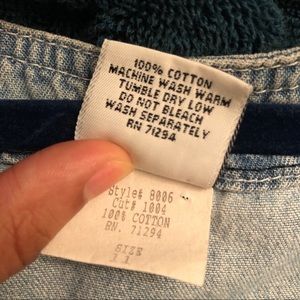 100% COTTON
MACHINE WASH WARM
TUMBLE DRY LOW
DO NOT BLEACH
WASH SEPARATELY
RN 71294
Style# 8006
Cut# 1004
100% COTTON
RN. 71294
SIZE
11